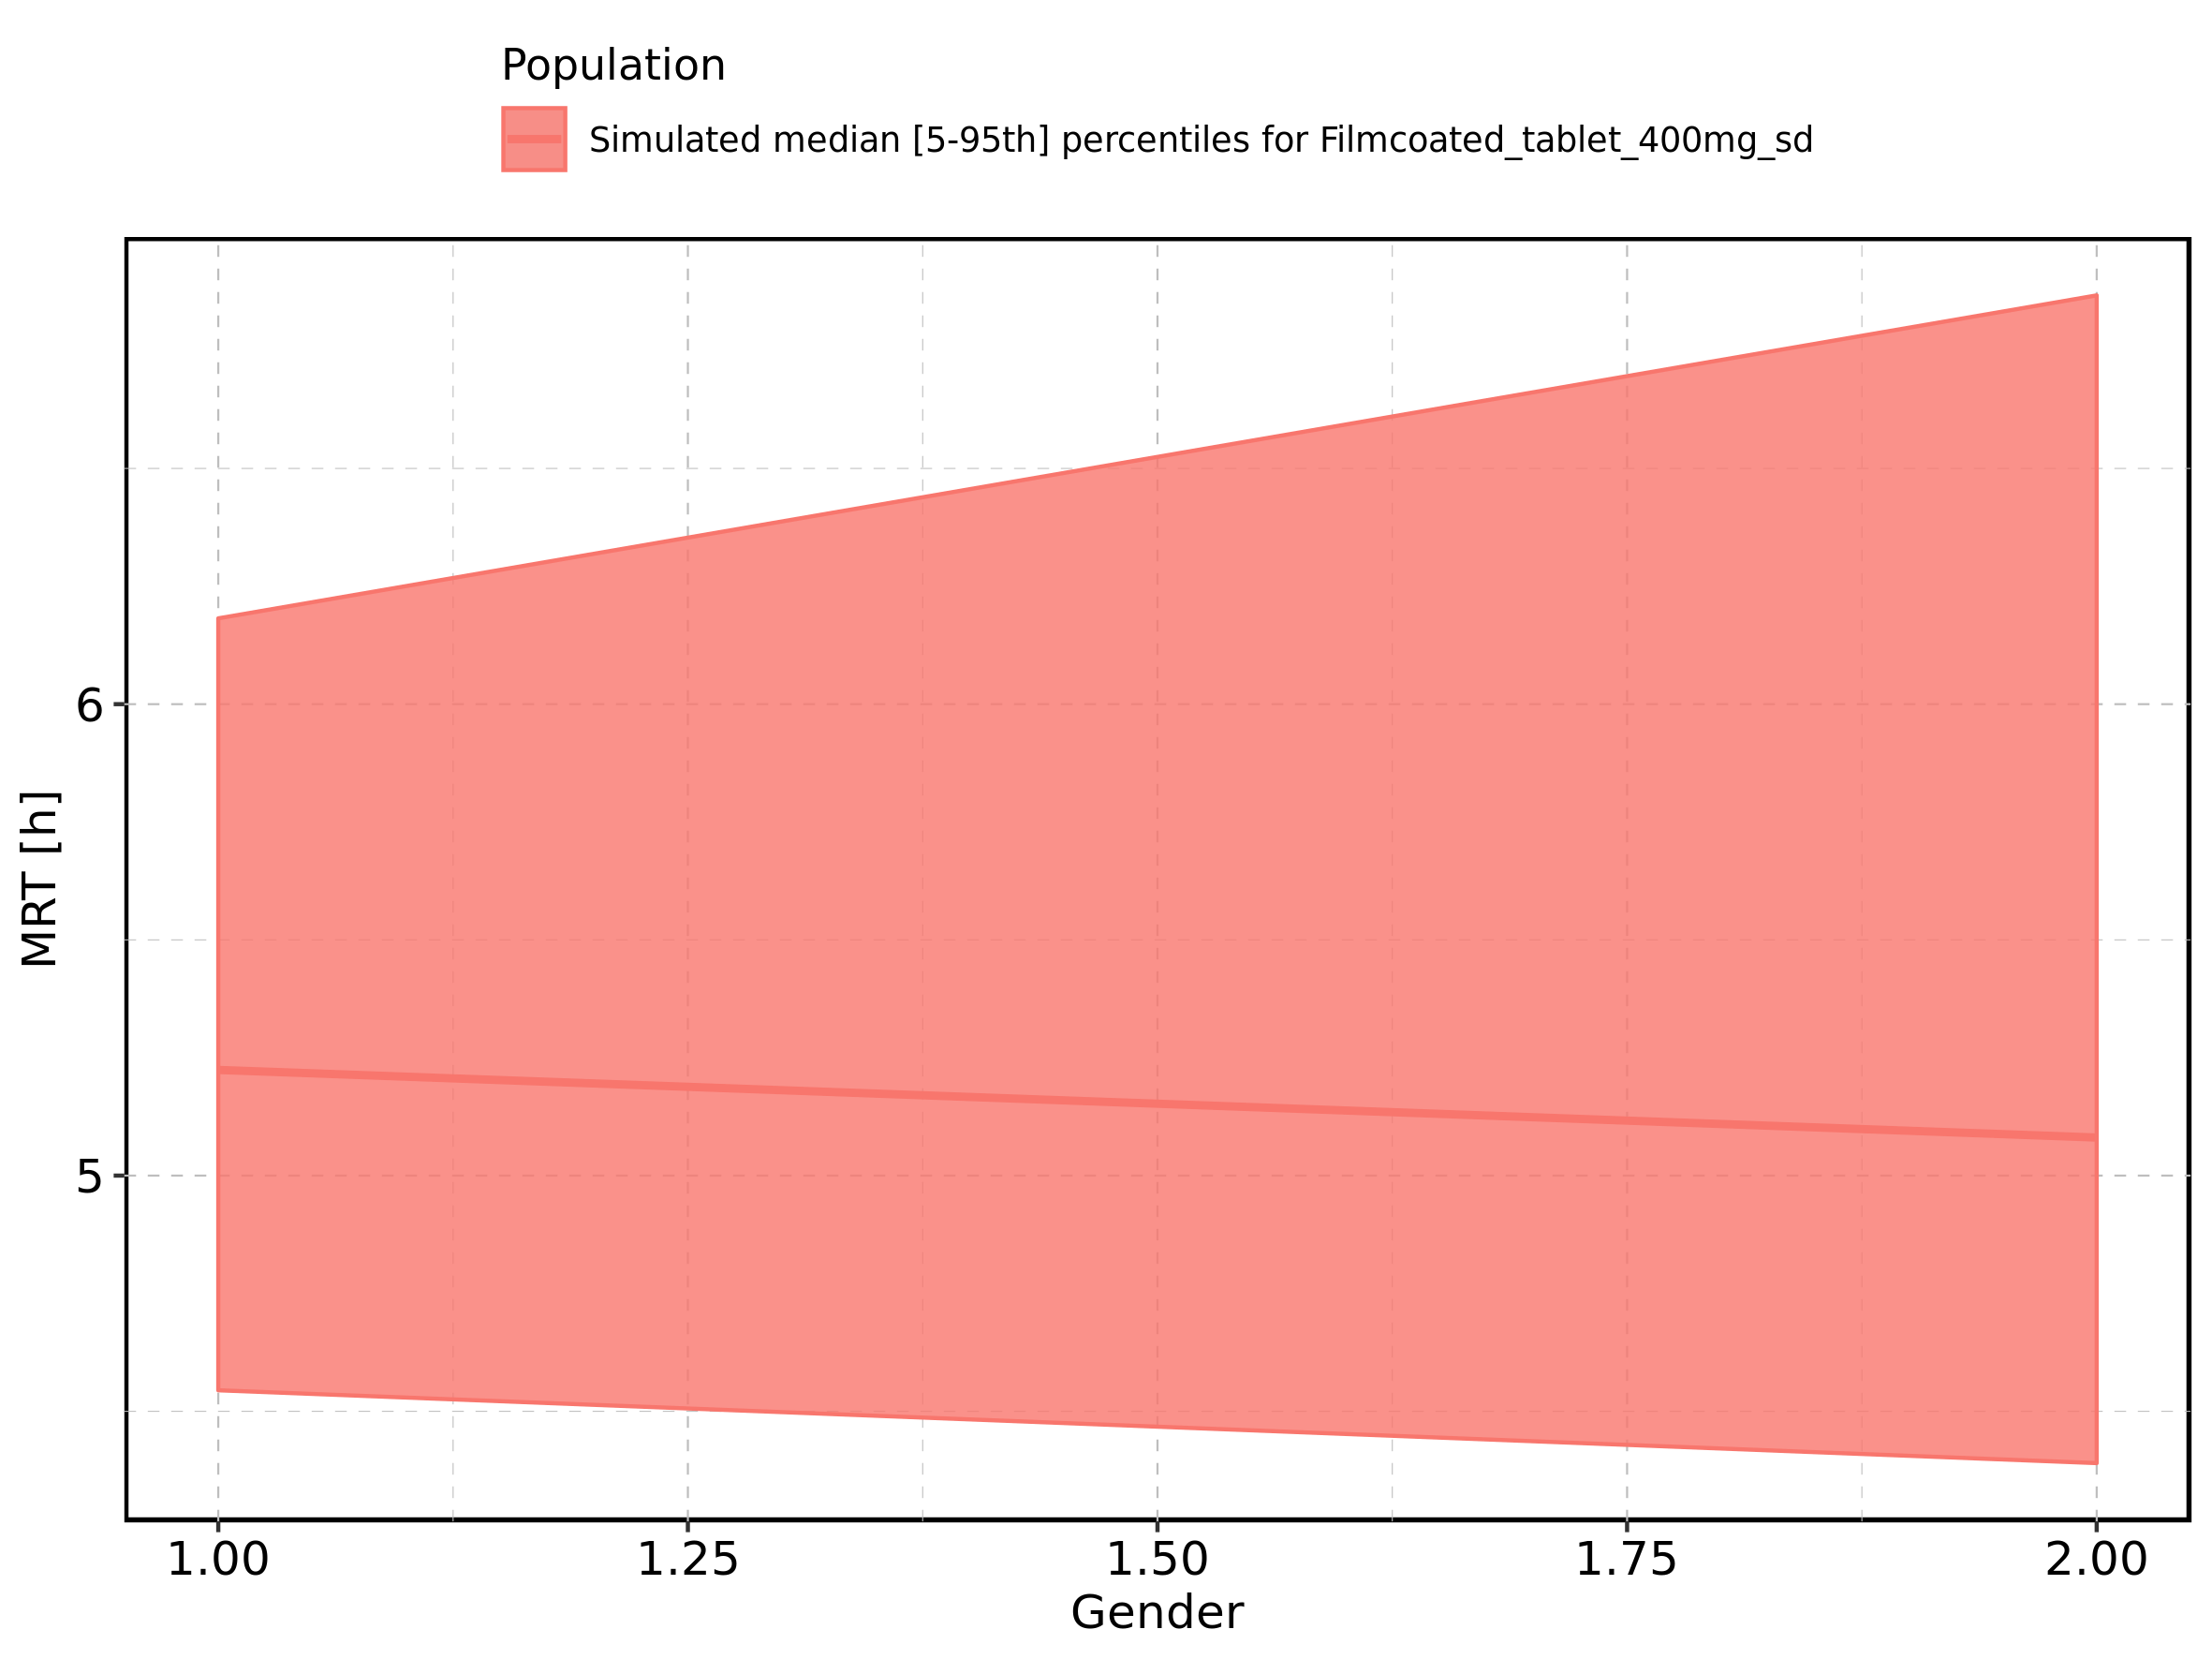 Population
Simulated median [5-95th] percentiles for Filmcoated_tablet_400mg_sd
MRT [h]
6
5
1.00 1.25 1.50 1.75 2.00
Gender